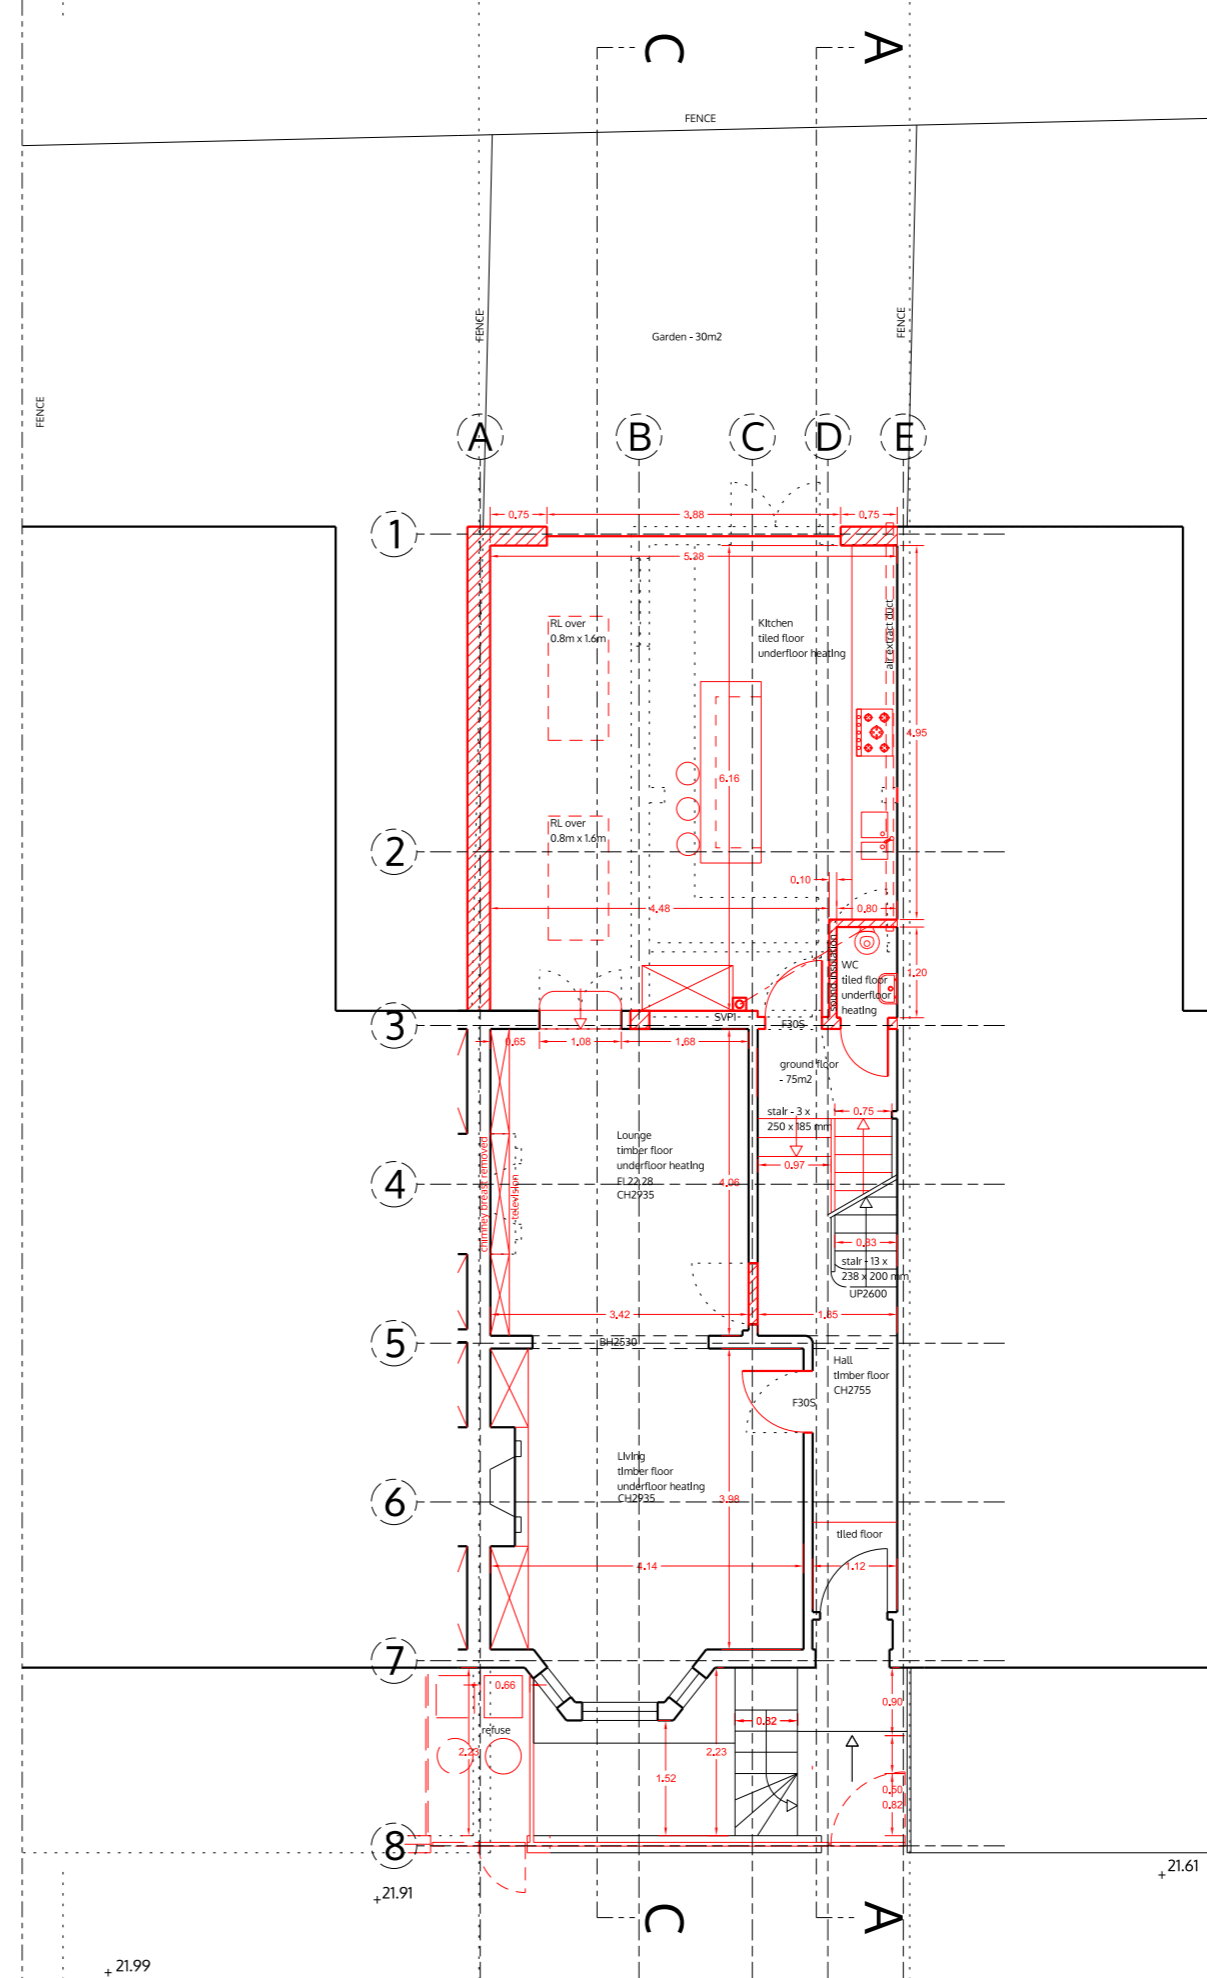 C
A
FENCE
FENCE
FENCE
Garden - 30m2
FENCE
A
B
C
D
E
0.75
3.88
0.75
1
5.38
RL over
0.8m x 1.6m
Kitchen
tiled floor
underfloor heating
air extract duct
4.95
6.16
RL over
0.8m x 1.6m
2
0.10
4.48
0.80
sound insulation
WC
tiled floor
underfloor
heating
1.20
SVP1
F30S
3
0.65
1.08
1.68
ground floor
- 75m2
stair - 3 x
250 x 185 mm
0.75
Lounge
timber floor
underfloor heating
FL22.28
CH2935
chimney breast removed
television
0.97
4.06
4
0.83
stair - 13 x
238 x 200 mm
UP2600
3.42
1.85
5
BH2530
Hall
timber floor
CH2755
F30S
Living
timber floor
underfloor heating
CH2935
3.98
6
tiled floor
4.14
1.12
7
0.66
0.90
0.82
refuse
2.23
2.23
1.52
0.50
0.82
8
21.91
21.61
C
A
21.99